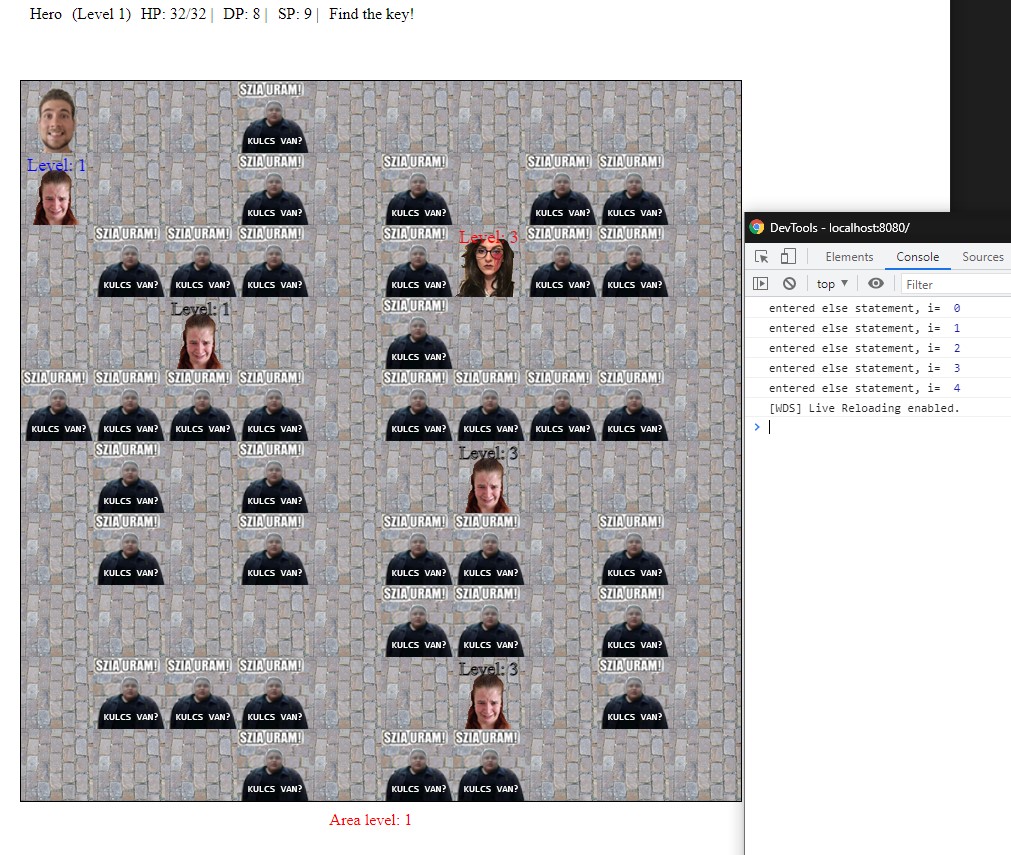 Hero (Level 1) HP: 32/32 | DP: 8 | SP: 9 | Find the key!
SZIA URAM!
KULCS VAN?
Level: 1 SZIA URAM! SZIA URAM! SZIA URAM! SZIA URAM!
KULCS VAN? KULCS VAN? KULCS VAN? KULCS VAN?
SZIA URAM! SZIA URAM! SZIA URAM! SZIA URAM! Level: 3 SZIA URAM! SZIA URAM!
KULCS VAN? KULCS VAN? KULCS VAN? KULCS VAN? KULCS VAN? KULCS VAN?
Level: 1 SZIA URAM!
KULCS VAN?
SZIA URAM! SZIA URAM! SZIA URAM! SZIA URAM! SZIA URAM! SZIA URAM! SZIA URAM! SZIA URAM!
KULCS VAN? KULCS VAN? KULCS VAN? KULCS VAN? KULCS VAN? KULCS VAN? KULCS VAN? KULCS VAN?
SZIA URAM! SZIA URAM! Level: 3
KULCS VAN? KULCS VAN?
SZIA URAM! SZIA URAM! SZIA URAM! SZIA URAM! SZIA URAM!
KULCS VAN? KULCS VAN? KULCS VAN? KULCS VAN? KULCS VAN?
SZIA URAM! SZIA URAM! SZIA URAM!
KULCS VAN? KULCS VAN? KULCS VAN?
SZIA URAM! SZIA URAM! SZIA URAM! Level: 3 SZIA URAM!
KULCS VAN? KULCS VAN? KULCS VAN? KULCS VAN?
SZIA URAM! SZIA URAM! SZIA URAM!
KULCS VAN? KULCS VAN? KULCS VAN?
Area level: 1
DevTools - localhost:8080/
Elements Console Sources
top ▼ Filter
entered else statement, i= 0
entered else statement, i= 1
entered else statement, i= 2
entered else statement, i= 3
entered else statement, i= 4
[WDS] Live Reloading enabled.
>